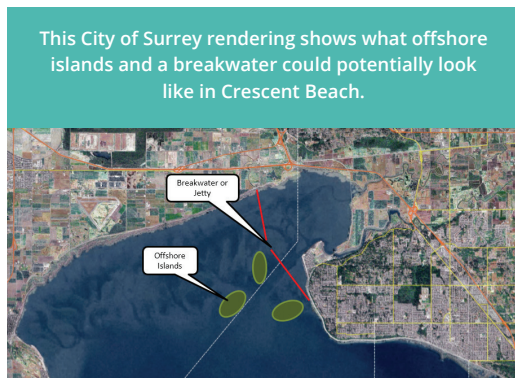 This City of Surrey rendering shows what offshore
islands and a breakwater could potentially look
like in Crescent Beach.
Breakwater or
Jetty
Offshore
Islands